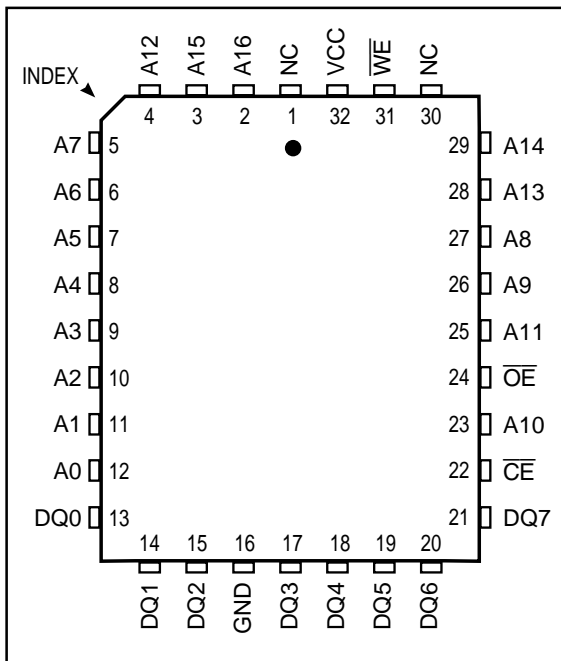 INDEX
A12 A15 A16 NC VCC W̅E̅ NC
4 3 2 1 32 31 30
A7 5 29 A14
A6 6 28 A13
A5 7 27 A8
A4 8 26 A9
A3 9 25 A11
A2 10 24 O̅E̅
A1 11 23 A10
A0 12 22 C̅E̅
DQ0 13 21 DQ7
14 15 16 17 18 19 20
DQ1 DQ2 GND DQ3 DQ4 DQ5 DQ6